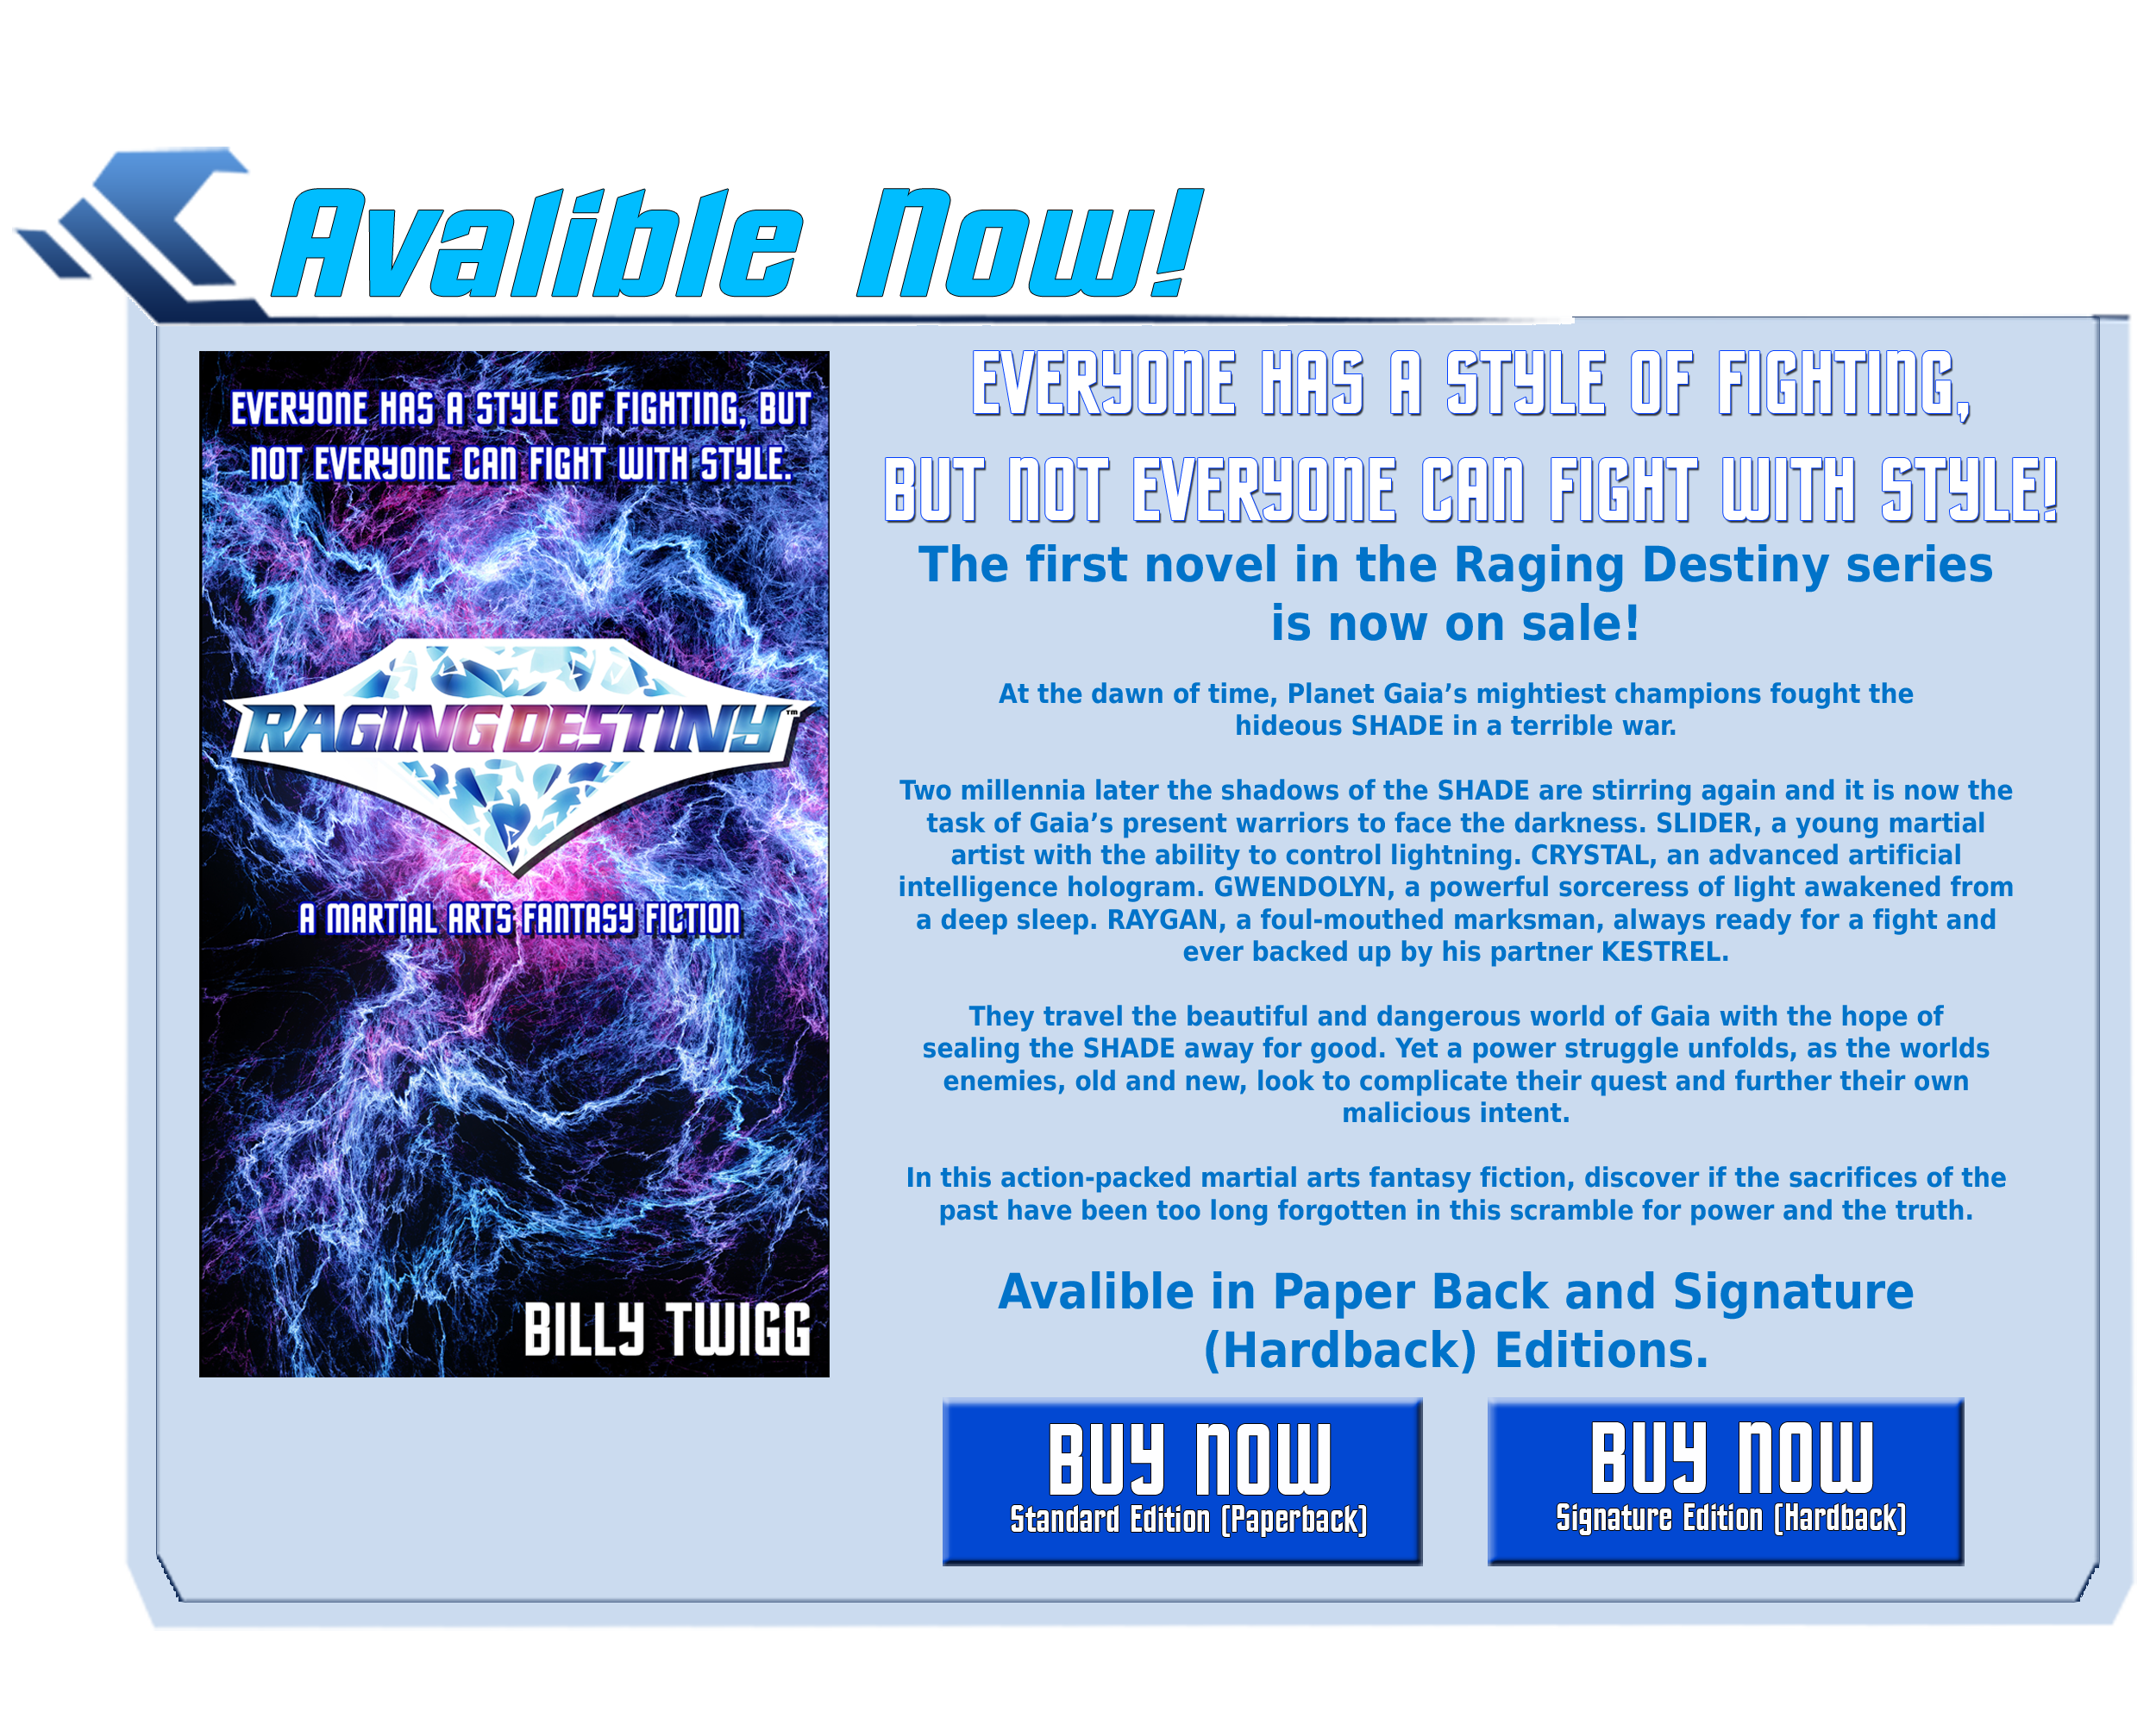 Avalible Now!
EVERYONE HAS A STYLE OF FIGHTING, BUT
NOT EVERYONE CAN FIGHT WITH STYLE.
RAGING DESTINY™
A MARTIAL ARTS FANTASY FICTION
BILLY TWIGG
EVERYONE HAS A STYLE OF FIGHTING,
BUT NOT EVERYONE CAN FIGHT WITH STYLE!
The first novel in the Raging Destiny series
is now on sale!
At the dawn of time, Planet Gaia’s mightiest champions fought the
hideous SHADE in a terrible war.
Two millennia later the shadows of the SHADE are stirring again and it is now the
task of Gaia’s present warriors to face the darkness. SLIDER, a young martial
artist with the ability to control lightning. CRYSTAL, an advanced artificial
intelligence hologram. GWENDOLYN, a powerful sorceress of light awakened from
a deep sleep. RAYGAN, a foul-mouthed marksman, always ready for a fight and
ever backed up by his partner KESTREL.
They travel the beautiful and dangerous world of Gaia with the hope of
sealing the SHADE away for good. Yet a power struggle unfolds, as the worlds
enemies, old and new, look to complicate their quest and further their own
malicious intent.
In this action-packed martial arts fantasy fiction, discover if the sacrifices of the
past have been too long forgotten in this scramble for power and the truth.
Avalible in Paper Back and Signature
(Hardback) Editions.
BUY NOW
Standard Edition (Paperback)
BUY NOW
Signature Edition (Hardback)